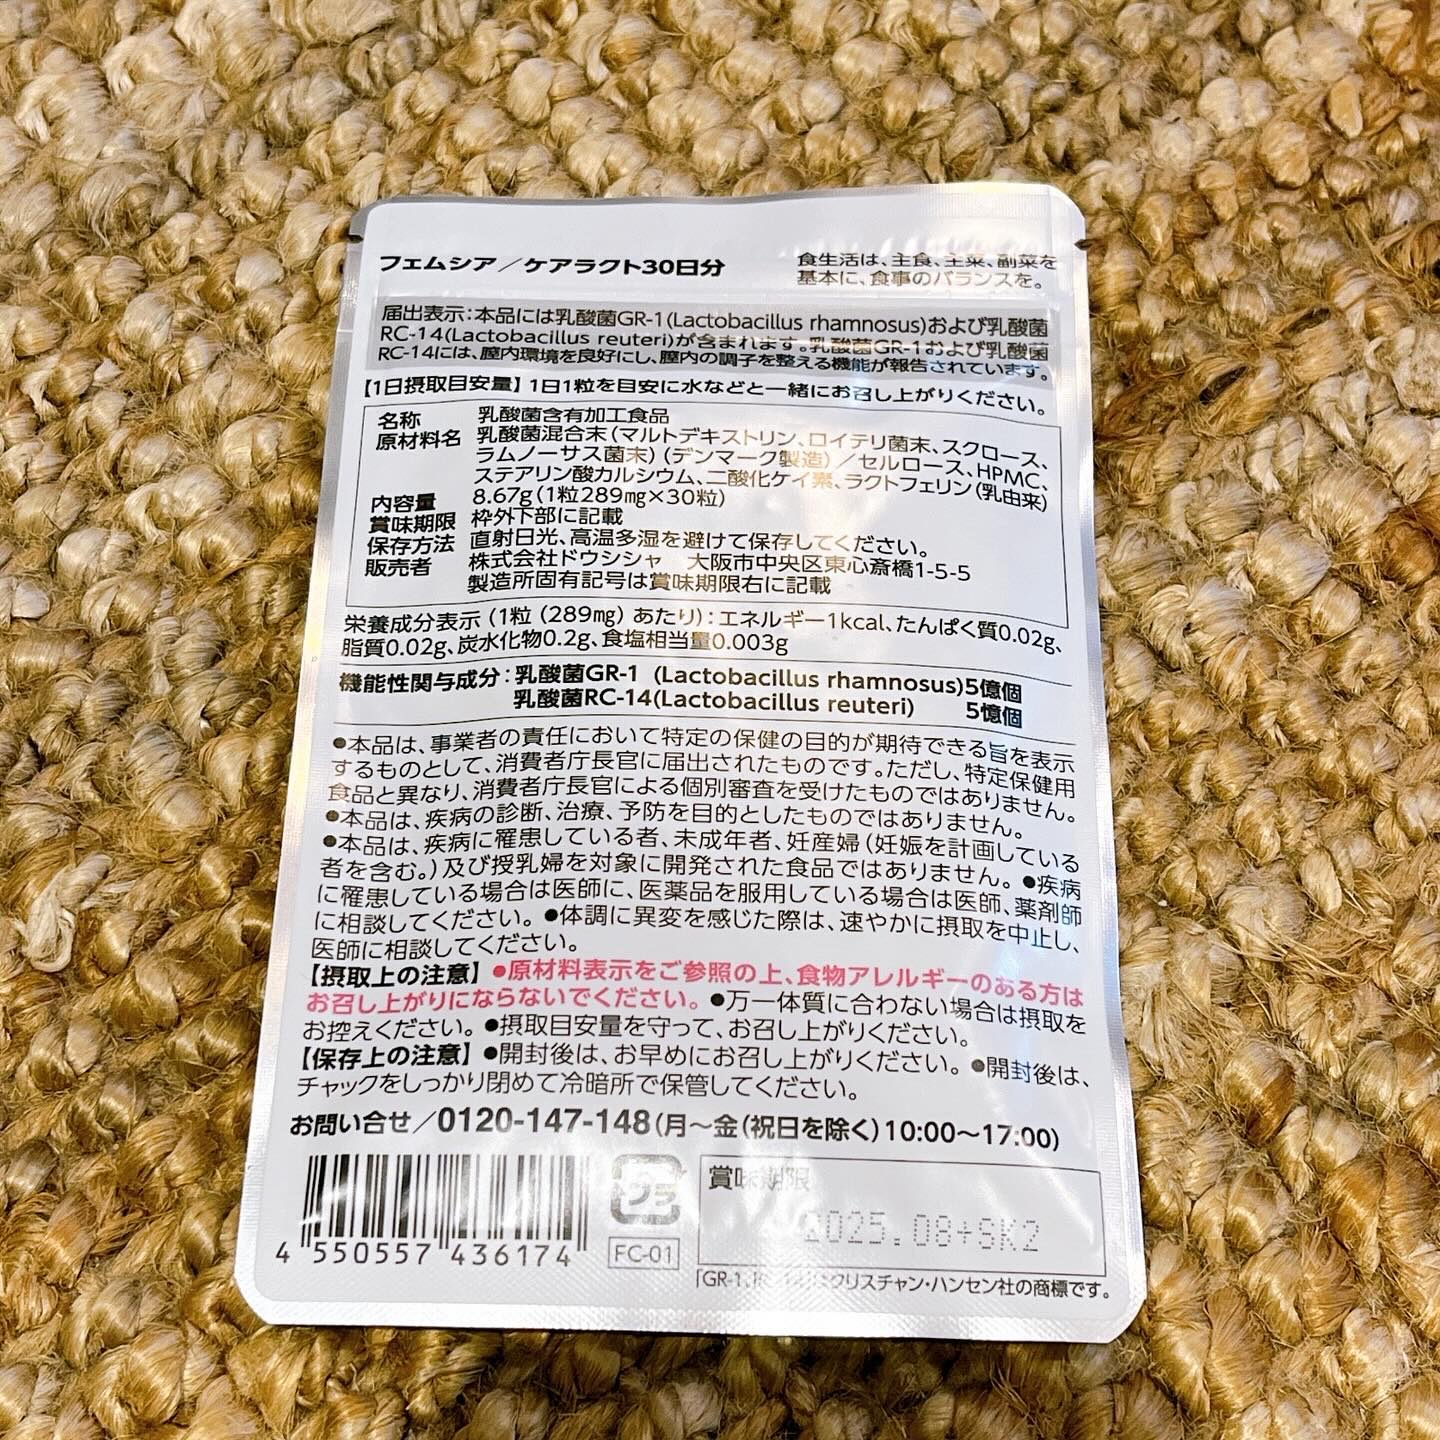 フェムシア／ケアラクト30日分
食生活は、主食、主菜、副菜を
基本に、食事のバランスを。
届出表示：本品には乳酸菌GR-1(Lactobacillus rhamnosus)および乳酸菌
RC-14(Lactobacillus reuteri)が含まれます。乳酸菌GR-1および乳酸菌
RC-14には、膣内環境を良好にし、膣内の調子を整える機能が報告されています。
【1日摂取目安量】1日1粒を目安に水などと一緒にお召し上がりください。
名称 乳酸菌含有加工食品
原材料名 乳酸菌混合末（マルトデキストリン、ロイテリ菌末、スクロース、
ラムノーサス菌末）（デンマーク製造）／セルロース、HPMC、
ステアリン酸カルシウム、二酸化ケイ素、ラクトフェリン（乳由来）
内容量 8.67g（1粒289mg×30粒）
賞味期限 枠外下部に記載
保存方法 直射日光、高温多湿を避けて保存してください。
販売者 株式会社ドウシシャ 大阪市中央区東心斎橋1-5-5
製造所固有記号は賞味期限右に記載
栄養成分表示（1粒（289mg）あたり）：エネルギー1kcal、たんぱく質0.02g、
脂質0.02g、炭水化物0.2g、食塩相当量0.003g
機能性関与成分：乳酸菌GR-1 (Lactobacillus rhamnosus)5億個
乳酸菌RC-14(Lactobacillus reuteri) 5億個
●本品は、事業者の責任において特定の保健の目的が期待できる旨を表示
するものとして、消費者庁長官に届出されたものです。ただし、特定保健用
食品と異なり、消費者庁長官による個別審査を受けたものではありません。
●本品は、疾病の診断、治療、予防を目的としたものではありません。
●本品は、疾病に罹患している者、未成年者、妊産婦（妊娠を計画している
者を含む。）及び授乳婦を対象に開発された食品ではありません。●疾病
に罹患している場合は医師に、医薬品を服用している場合は医師、薬剤師
に相談してください。●体調に異変を感じた際は、速やかに摂取を中止し、
医師に相談してください。
【摂取上の注意】●原材料表示をご参照の上、食物アレルギーのある方は
お召し上がりにならないでください。●万一体質に合わない場合は摂取を
お控えください。●摂取目安量を守って、お召し上がりください。
【保存上の注意】●開封後は、お早めにお召し上がりください。●開封後は、
チャックをしっかり閉めて冷暗所で保管してください。
お問い合せ／0120-147-148（月～金（祝日を除く）10:00～17:00）
賞味期限
プラ
2025.08+SK2
4 550557 436174
FC-01
「GR-1、RC-14」はクリスチャン・ハンセン社の商標です。